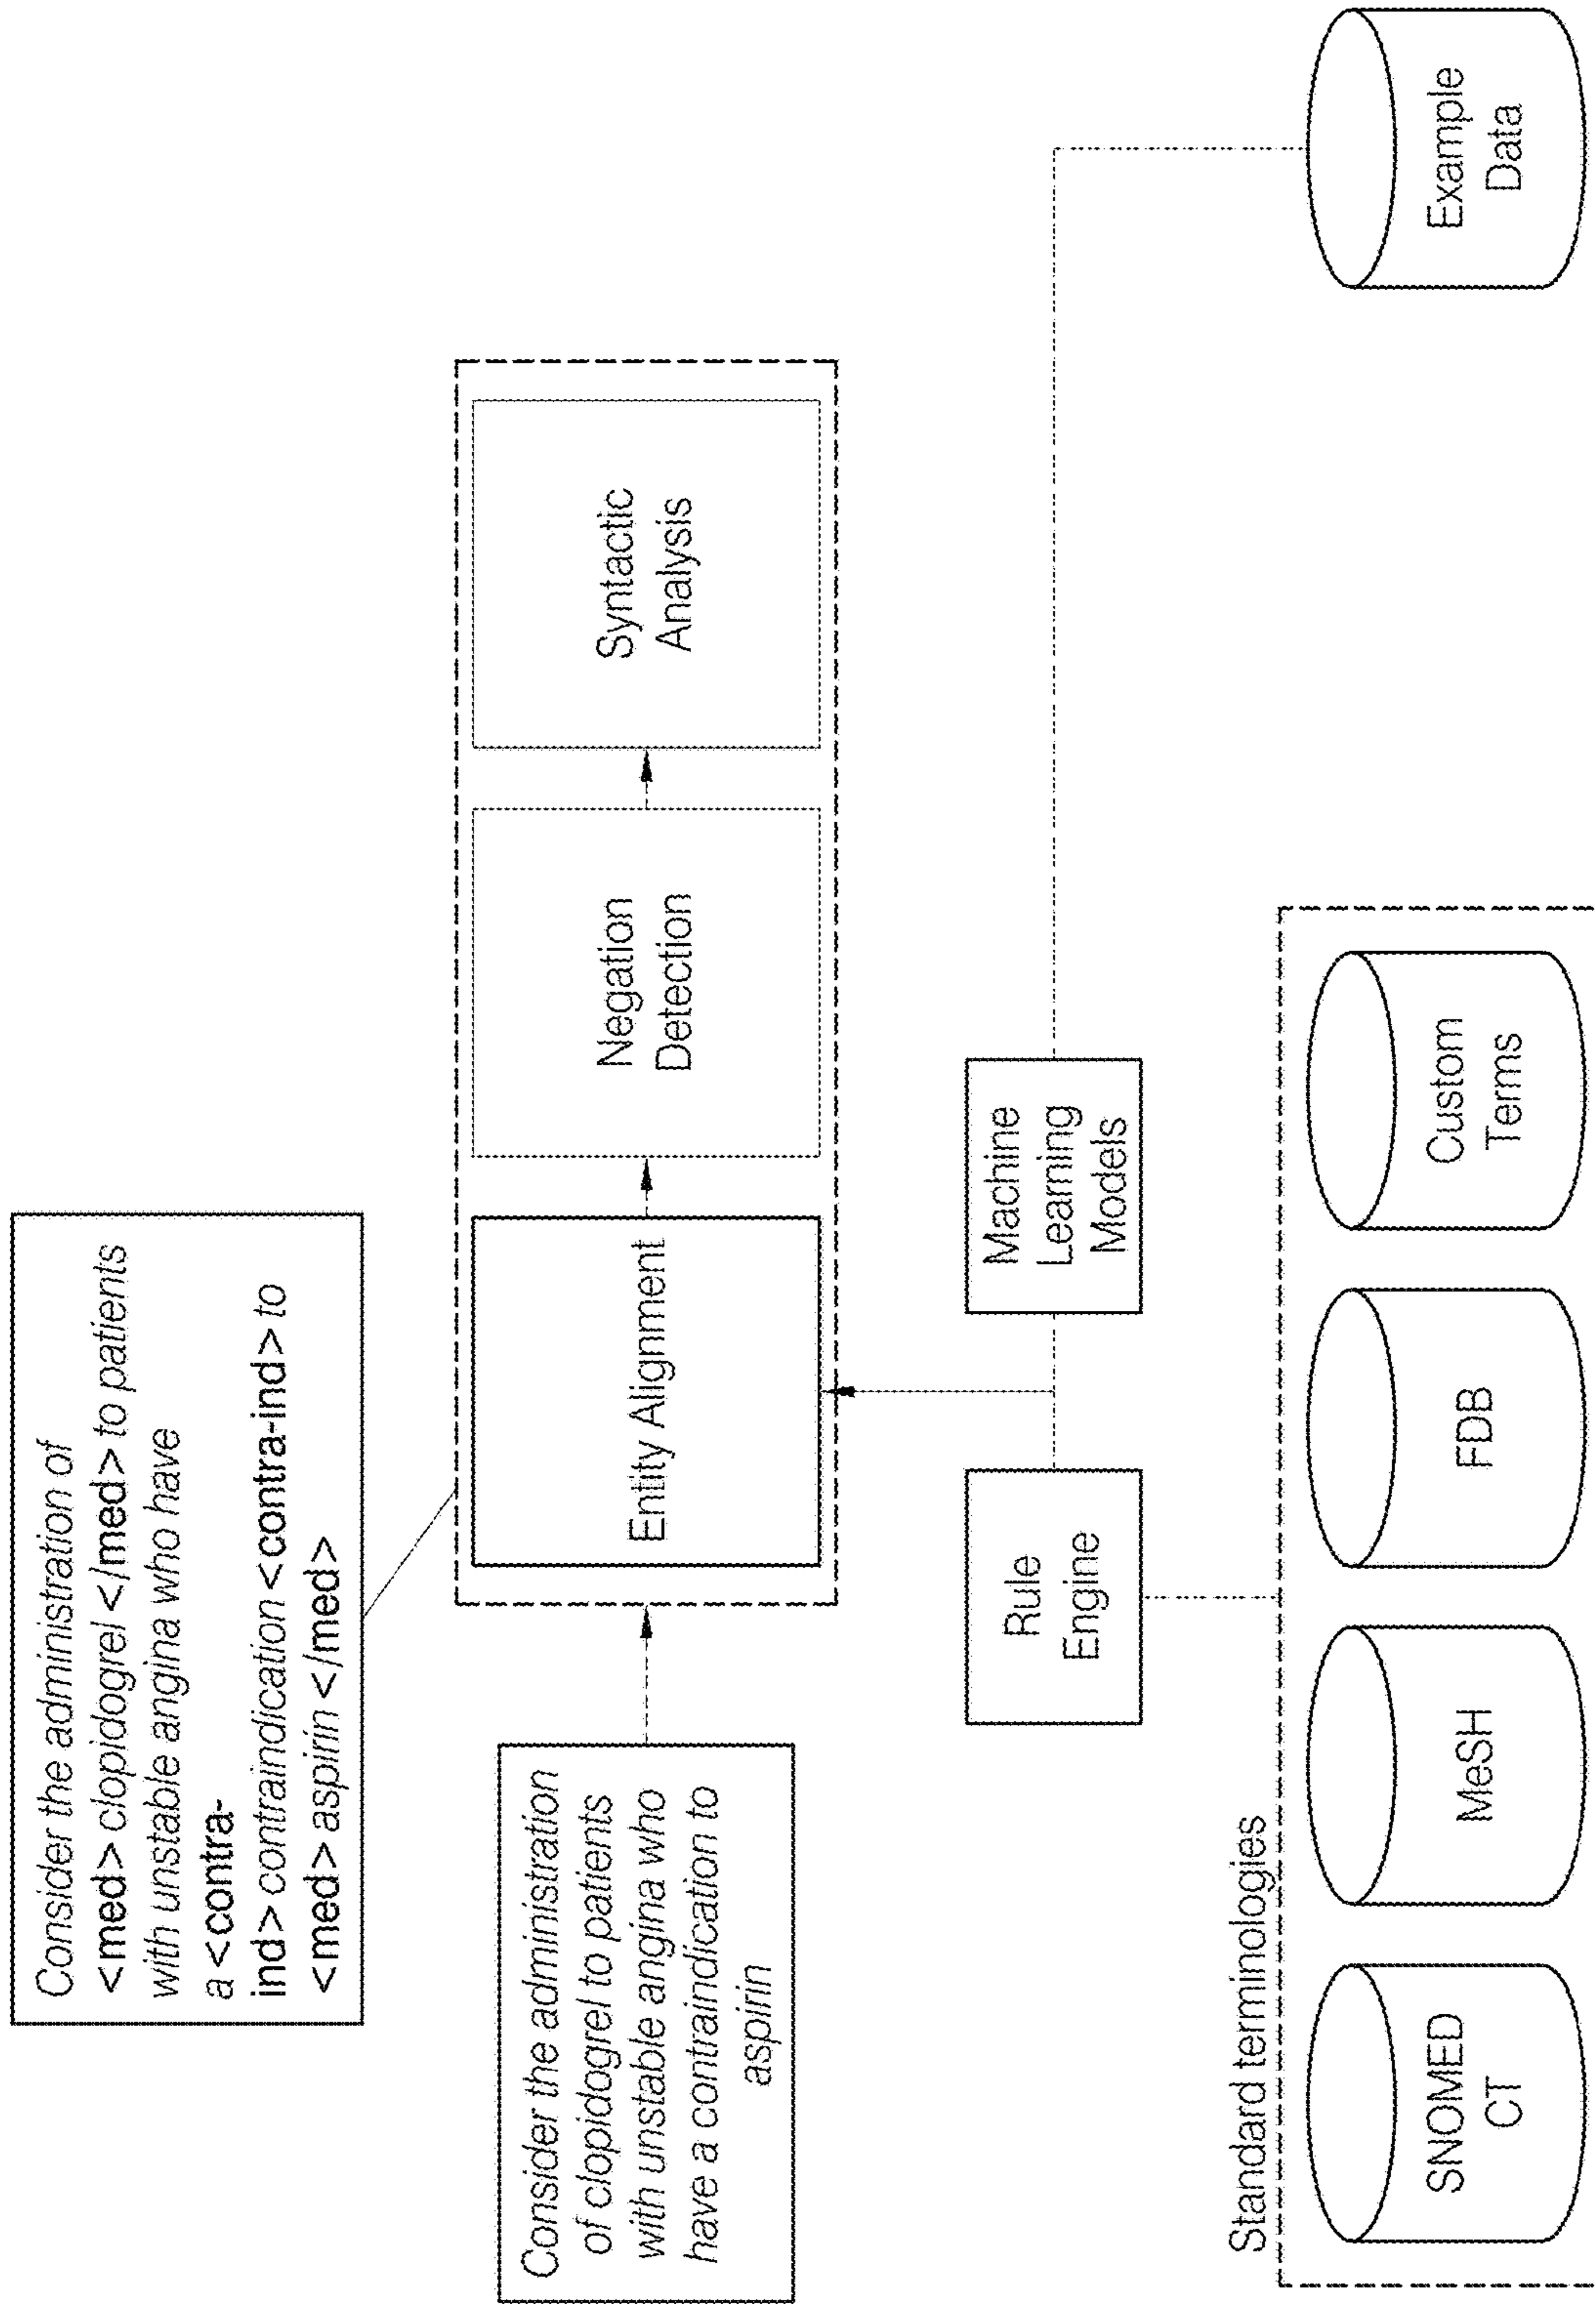 Consider the administration of
<med> clopidogrel </med> to patients
with unstable angina who have
a <contra-
ind> contraindication <contra-ind> to
<med> aspirin </med>
Consider the administration
of clopidogrel to patients
with unstable angina who
have a contraindication to
aspirin
Entity Alignment
Negation
Detection
Syntactic
Analysis
Rule
Engine
Machine
Learning
Models
Standard terminologies
SNOMED
CT
MeSH
FDB
Custom
Terms
Example
Data